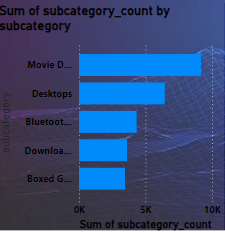 Sum of subcategory_count by
subcategory
Movie D...
Desktops
Bluetoot...
Downloa...
Boxed G...
subcategory
0K 5K 10K
Sum of subcategory_count